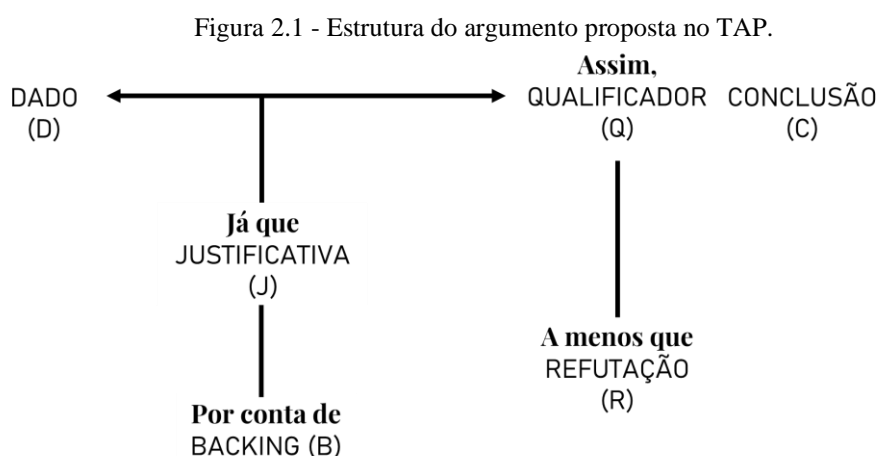 Figura 2.1 - Estrutura do argumento proposta no TAP.
Assim,
DADO
(D)
QUALIFICADOR
(Q)
CONCLUSÃO
(C)
Já que
JUSTIFICATIVA
(J)
A menos que
REFUTAÇÃO
(R)
Por conta de
BACKING (B)